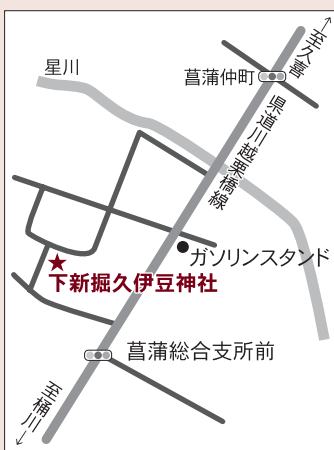 →至久喜
星川
菖蒲仲町
県道川越栗橋線
ガソリンスタンド
★
下新掘久伊豆神社
菖蒲総合支所前
至桶川→